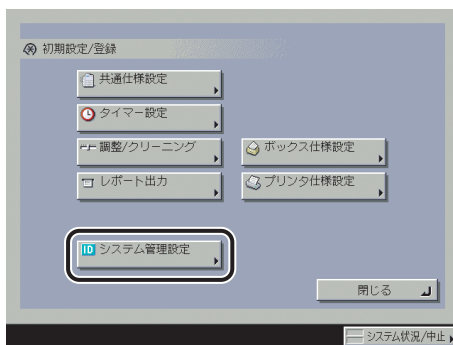 初期設定/登録
共通仕様設定
タイマー設定
調整/クリーニング
ボックス仕様設定
レポート出力
プリンタ仕様設定
ID システム管理設定
閉じる
システム状況/中止